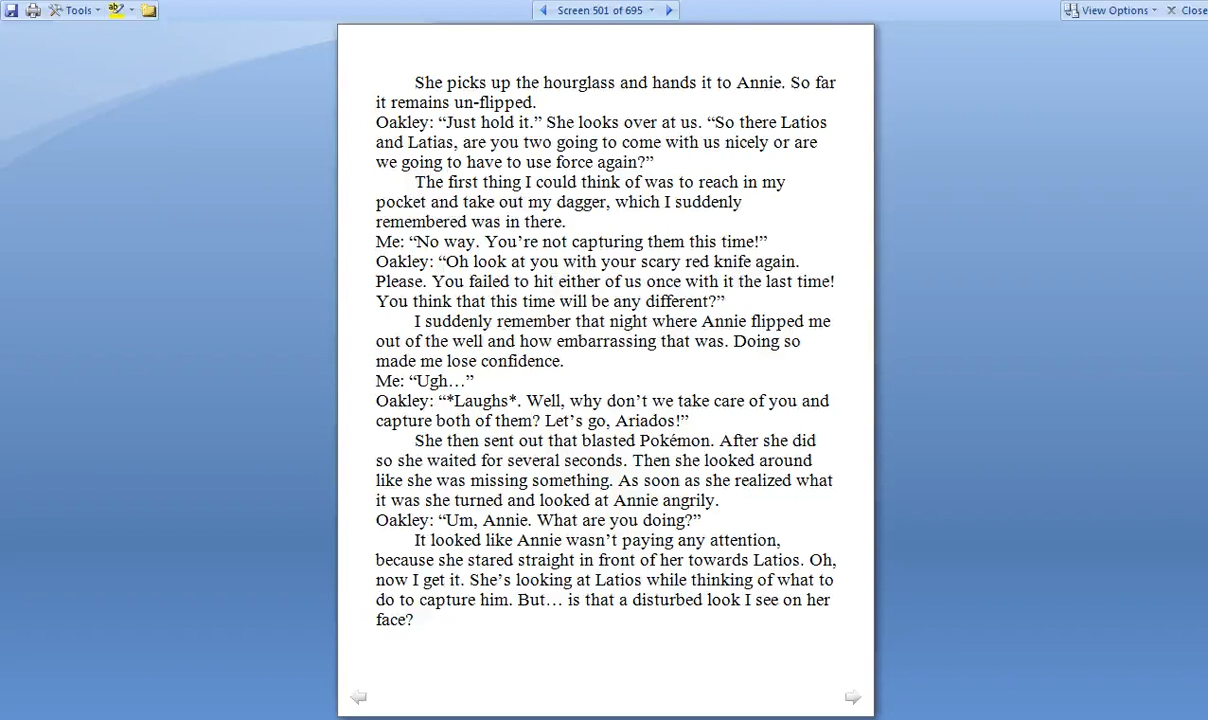 Tools
Screen 501 of 695
View Options
Close
She picks up the hourglass and hands it to Annie. So far
it remains un-flipped.
Oakley: “Just hold it.” She looks over at us. “So there Latios
and Latias, are you two going to come with us nicely or are
we going to have to use force again?”
The first thing I could think of was to reach in my
pocket and take out my dagger, which I suddenly
remembered was in there.
Me: “No way. You’re not capturing them this time!”
Oakley: “Oh look at you with your scary red knife again.
Please. You failed to hit either of us once with it the last time!
You think that this time will be any different?”
I suddenly remember that night where Annie flipped me
out of the well and how embarrassing that was. Doing so
made me lose confidence.
Me: “Ugh…”
Oakley: “*Laughs*. Well, why don’t we take care of you and
capture both of them? Let’s go, Ariados!”
She then sent out that blasted Pokémon. After she did
so she waited for several seconds. Then she looked around
like she was missing something. As soon as she realized what
it was she turned and looked at Annie angrily.
Oakley: “Um, Annie. What are you doing?”
It looked like Annie wasn’t paying any attention,
because she stared straight in front of her towards Latios. Oh,
now I get it. She’s looking at Latios while thinking of what to
do to capture him. But… is that a disturbed look I see on her
face?